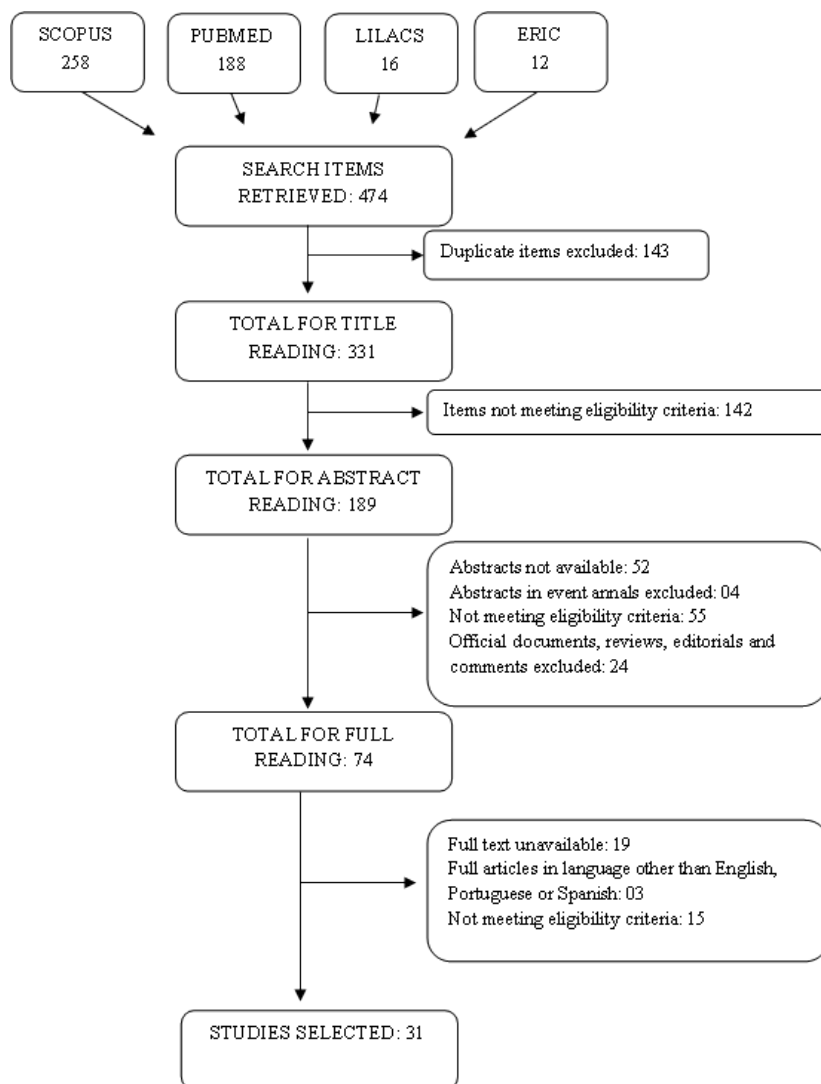 SCOPUS
258
PUBMED
188
LILACS
16
ERIC
12
SEARCH ITEMS
RETRIEVED: 474
Duplicate items excluded: 143
TOTAL FOR TITLE
READING: 331
Items not meeting eligibility criteria: 142
TOTAL FOR ABSTRACT
READING: 189
Abstracts not available: 52
Abstracts in event annals excluded: 04
Not meeting eligibility criteria: 55
Official documents, reviews, editorials and
comments excluded: 24
TOTAL FOR FULL
READING: 74
Full text unavailable: 19
Full articles in language other than English,
Portuguese or Spanish: 03
Not meeting eligibility criteria: 15
STUDIES SELECTED: 31